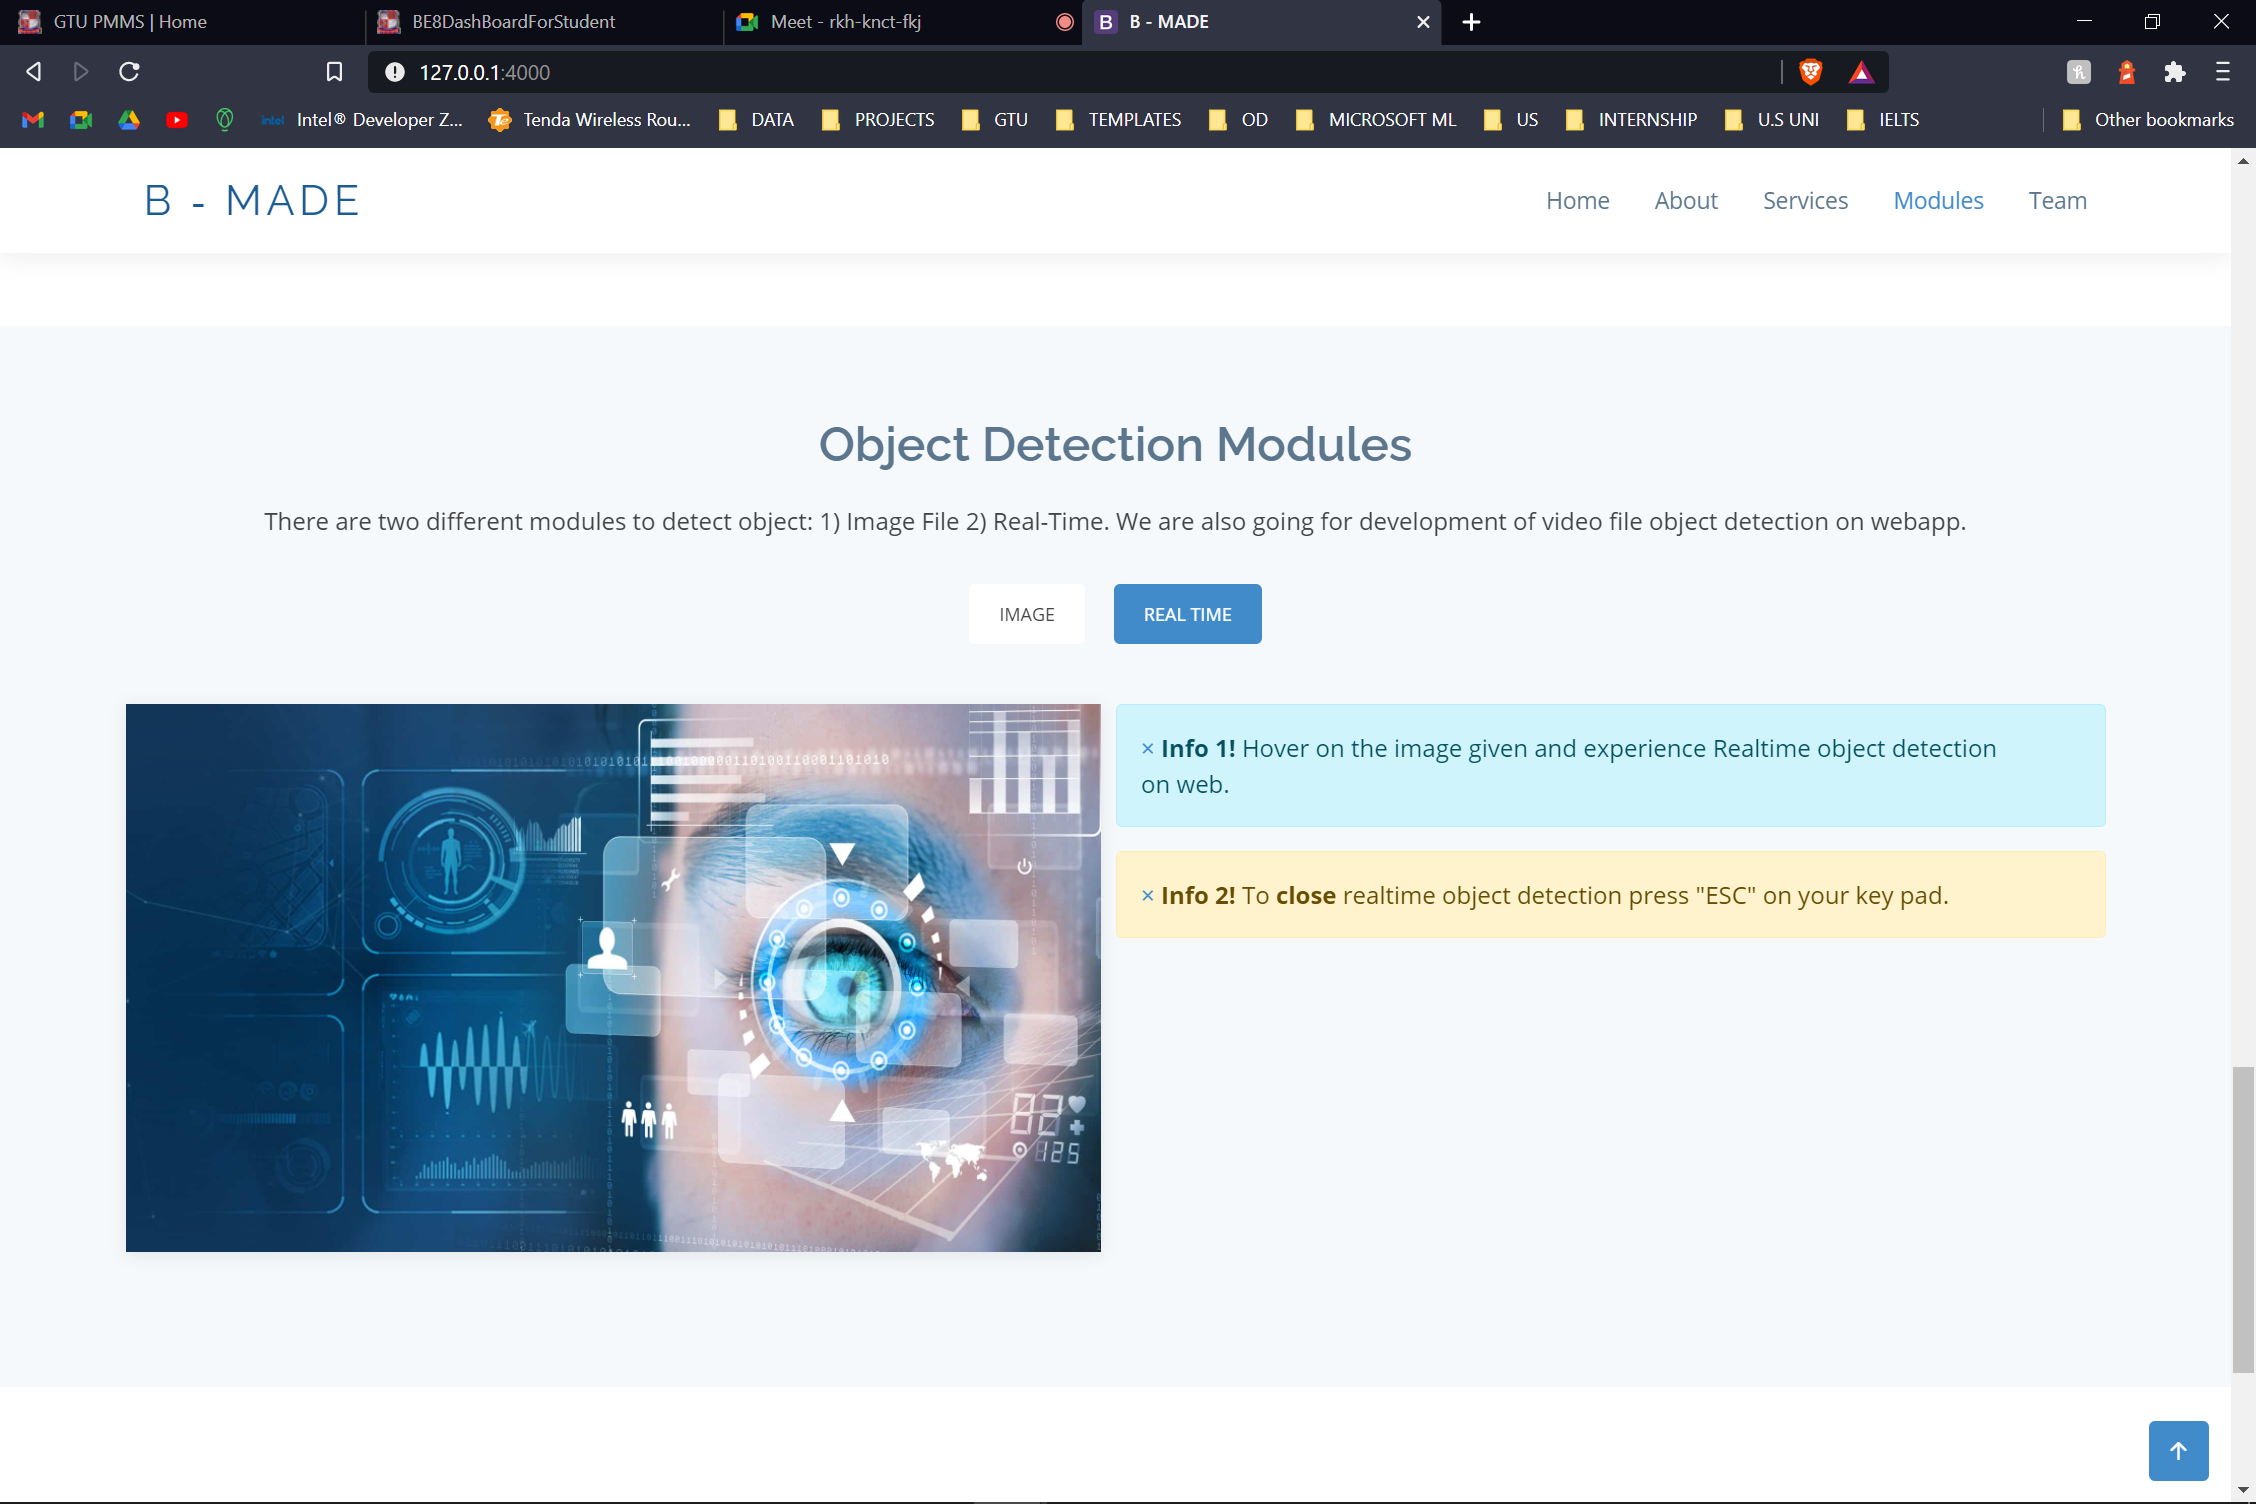 GTU PMMS | Home
BE8DashBoardForStudent
Meet - rkh-knct-fkj
B - MADE
127.0.0.1:4000
intel
Intel® Developer Z...
Tenda Wireless Rou...
DATA
PROJECTS
GTU
TEMPLATES
OD
MICROSOFT ML
US
INTERNSHIP
U.S UNI
IELTS
Other bookmarks
B - MADE
Home
About
Services
Modules
Team
Object Detection Modules
There are two different modules to detect object: 1) Image File 2) Real-Time. We are also going for development of video file object detection on webapp.
IMAGE
REAL TIME
× Info 1! Hover on the image given and experience Realtime object detection
on web.
× Info 2! To close realtime object detection press "ESC" on your key pad.
82
125